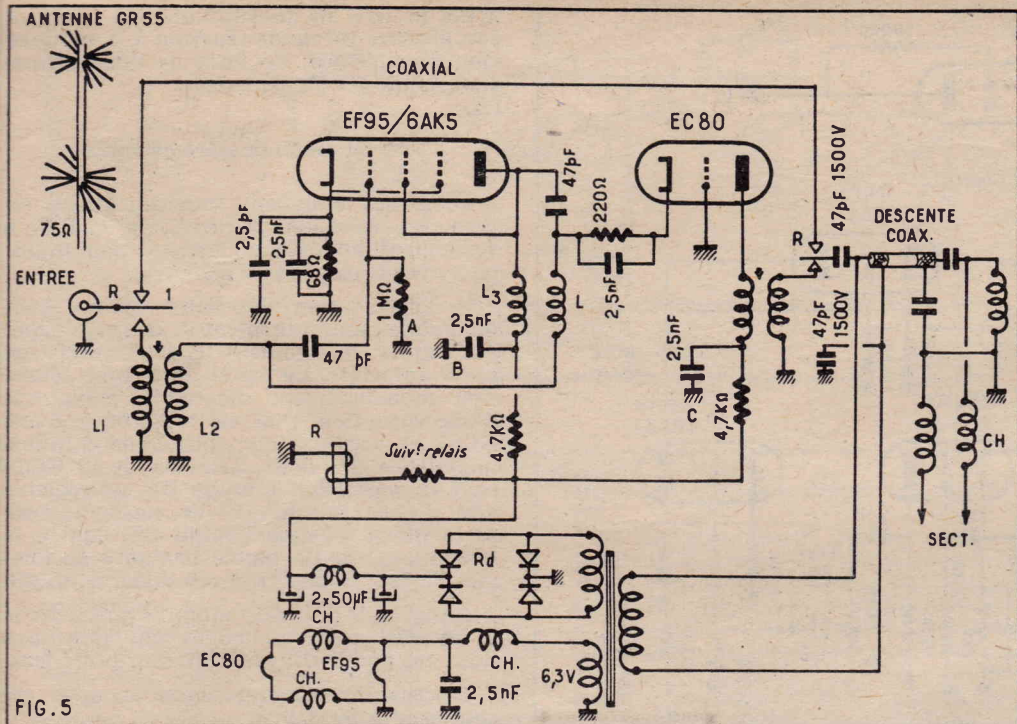 ANTENNE GR55
COAXIAL
EF95/6AK5
EC80
47pF
47pF 1500V
220Ω
DESCENTE
COAX.
75Ω
2,5pF
2,5nF
68Ω
ENTREE
R
1
1MΩ
A
L3
L
2,5nF
R
2,5nF
B
47
pF
2,5nF
C
47pF
1500V
L1
L2
4,7KΩ
4,7KΩ
CH
R
Suivt relais
SECT.
Rd
2x50µF
CH.
EC80
EF95
CH.
CH.
6,3V
2,5nF
FIG.5